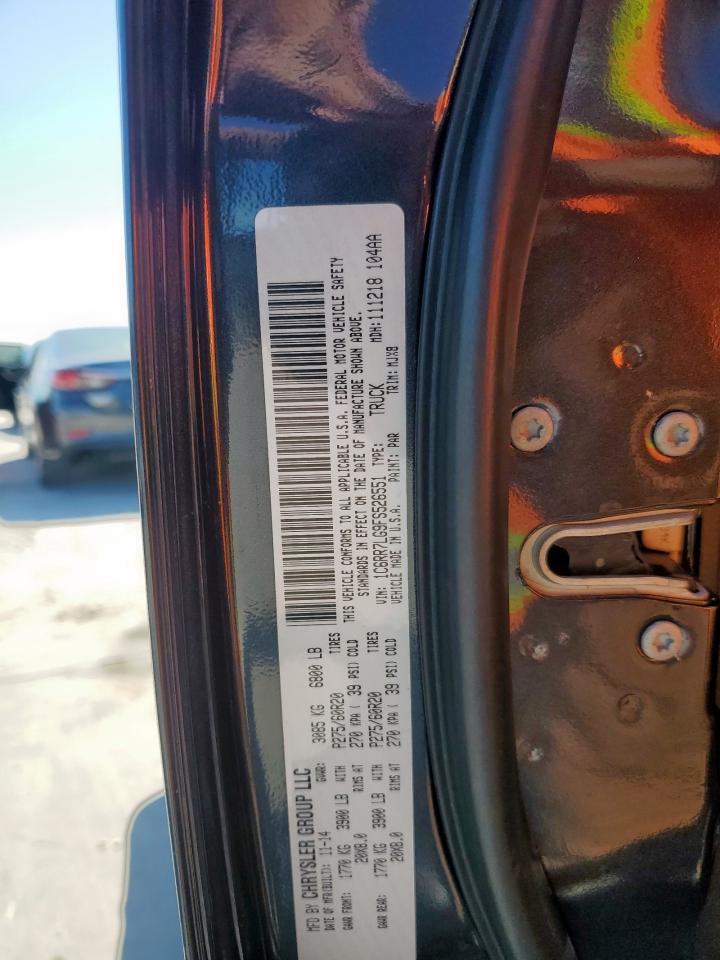 MFD BY CHRYSLER GROUP LLC
DATE OF MFR(BUILT): 11-14 GVWR: 3085 KG 6800 LB
GAWR FRONT: 1770 KG 3900 LB WITH P275/60R20 TIRES
20X8.0 RIMS AT 270 KPA ( 39 PSI) COLD
GAWR REAR: 1770 KG 3900 LB WITH P275/60R20 TIRES
20X8.0 RIMS AT 270 KPA ( 39 PSI) COLD
THIS VEHICLE CONFORMS TO ALL APPLICABLE U.S.A. FEDERAL MOTOR VEHICLE SAFETY
STANDARDS IN EFFECT ON THE DATE OF MANUFACTURE SHOWN ABOVE.
VIN: 1C6RR7LG9FS526551 TYPE: TRUCK MDH: 111218 104AA
VEHICLE MADE IN U.S.A. PAINT: PAR TRIM: MJX8